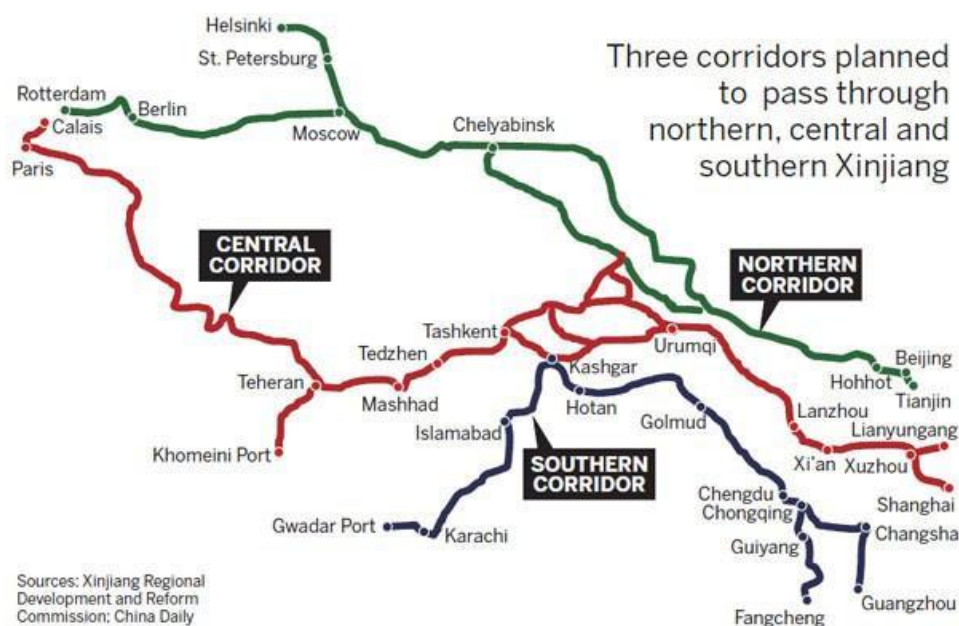 Three corridors planned
to pass through
northern, central and
southern Xinjiang
Helsinki
St. Petersburg
Rotterdam
Calais
Berlin
Moscow
Chelyabinsk
Paris
CENTRAL
CORRIDOR
NORTHERN
CORRIDOR
Tashkent
Urumqi
Tedzhen
Kashgar
Beijing
Hohhot
Teheran
Mashhad
Hotan
Tianjin
Golmud
Lanzhou
Islamabad
Lianyungang
Khomeini Port
Xi'an
Xuzhou
SOUTHERN
CORRIDOR
Shanghai
Chengdu
Chongqing
Gwadar Port
Karachi
Changsha
Guiyang
Guangzhou
Fangcheng
Sources: Xinjiang Regional
Development and Reform
Commission; China Daily